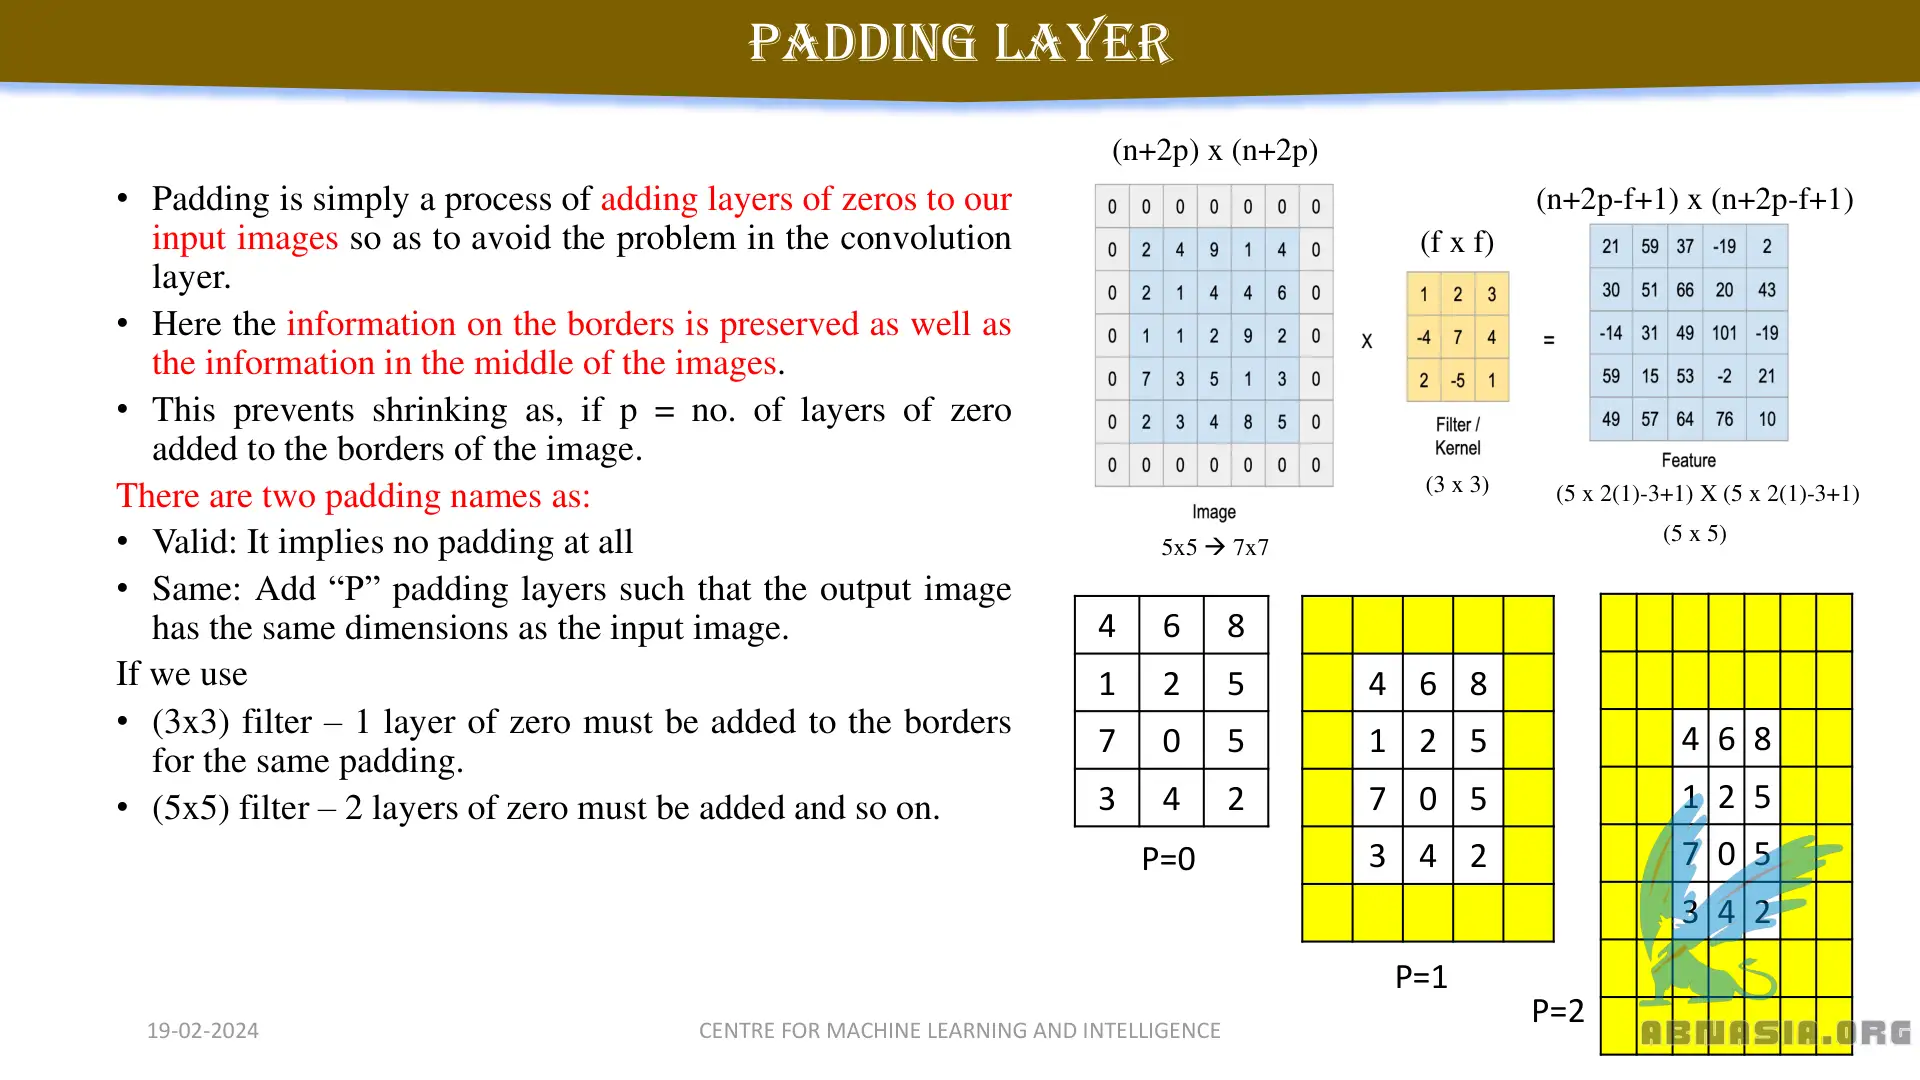 PADDING LAYER
• Padding is simply a process of adding layers of zeros to our
input images so as to avoid the problem in the convolution
layer.
• Here the information on the borders is preserved as well as
the information in the middle of the images.
• This prevents shrinking as, if p = no. of layers of zero
added to the borders of the image.
There are two padding names as:
• Valid: It implies no padding at all
• Same: Add “P” padding layers such that the output image
has the same dimensions as the input image.
If we use
• (3x3) filter – 1 layer of zero must be added to the borders
for the same padding.
• (5x5) filter – 2 layers of zero must be added and so on.
(n+2p) x (n+2p)
0 0 0 0 0 0 0
0 2 4 9 1 4 0
0 2 1 4 4 6 0
0 1 1 2 9 2 0
0 7 3 5 1 3 0
0 2 3 4 8 5 0
0 0 0 0 0 0 0
Image
5x5 → 7x7
x
(f x f)
1 2 3
-4 7 4
2 -5 1
Filter /
Kernel
(3 x 3)
=
(n+2p-f+1) x (n+2p-f+1)
21 59 37 -19 2
30 51 66 20 43
-14 31 49 101 -19
59 15 53 -2 21
49 57 64 76 10
Feature
(5 x 2(1)-3+1) X (5 x 2(1)-3+1)
(5 x 5)
4 6 8
1 2 5
7 0 5
3 4 2
P=0
4 6 8
1 2 5
7 0 5
3 4 2
P=1
4 6 8
1 2 5
7 0 5
3 4 2
P=2
19-02-2024
CENTRE FOR MACHINE LEARNING AND INTELLIGENCE
ABNASIA.ORG